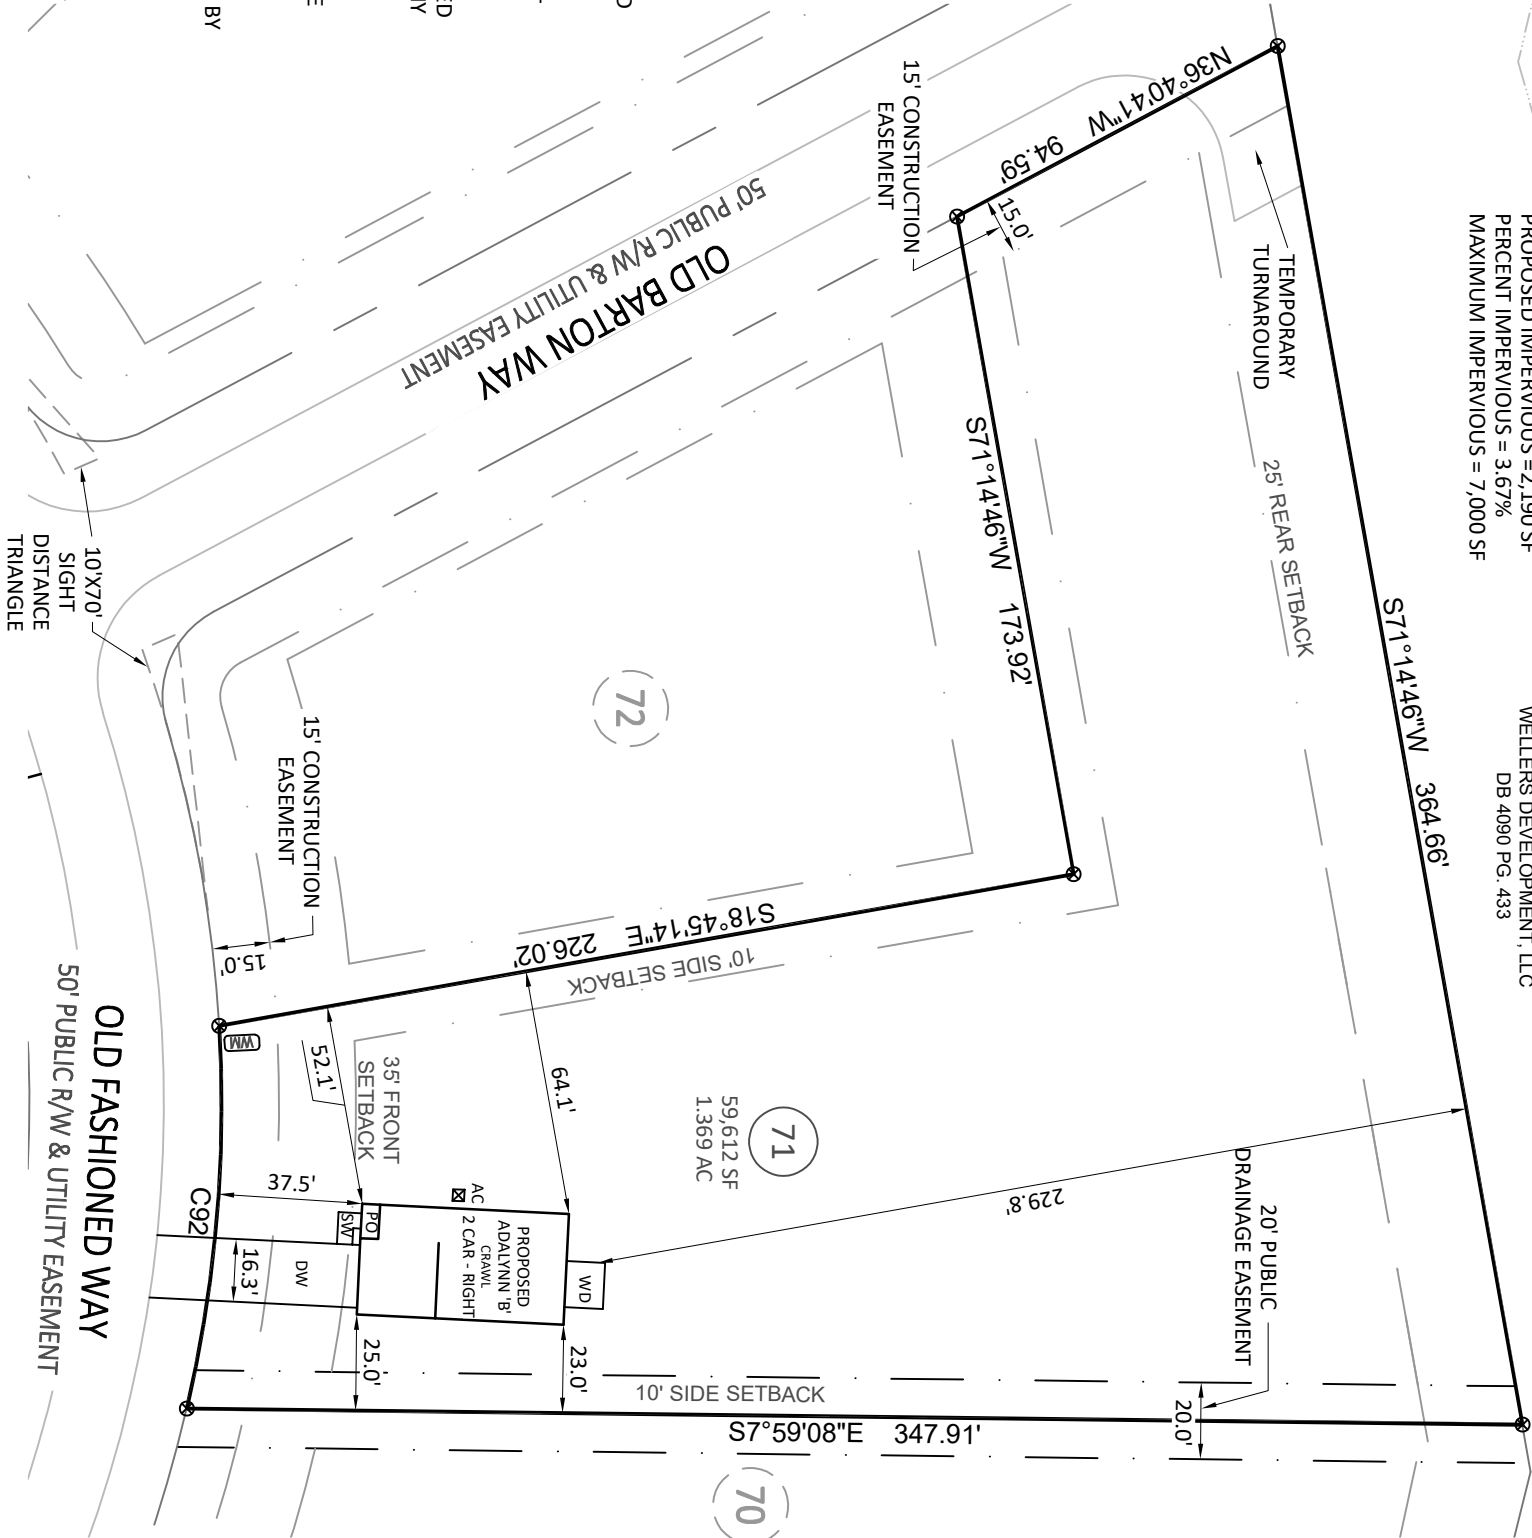 PROPOSED IMPERVIOUS = 2,190 SF
PERCENT IMPERVIOUS = 3.67%
MAXIMUM IMPERVIOUS = 7,000 SF
WELLERS DEVELOPMENT, LLC
DB 4090 PG. 433
N36°40'41"W 94.59'
S71°14'46"W 364.66'
TEMPORARY
TURNAROUND
25' REAR SETBACK
15' CONSTRUCTION
EASEMENT
15.0'
S71°14'46"W 173.92'
50' PUBLIC R/W & UTILITY EASEMENT
OLD BARTON WAY
BY
10'X70'
SIGHT
DISTANCE
TRIANGLE
72
15' CONSTRUCTION
EASEMENT
15.0'
S18°45'14"E 226.02'
10' SIDE SETBACK
WM
52.1'
35' FRONT
SETBACK
64.1'
71
59,612 SF
1.369 AC
229.8'
20' PUBLIC
DRAINAGE EASEMENT
20.0'
C92
37.5'
16.3'
DW
SW
PO
AC
PROPOSED
ADALYNN 'B'
CRAWL
2 CAR - RIGHT
WD
25.0'
23.0'
10' SIDE SETBACK
S7°59'08"E 347.91'
70
OLD FASHIONED WAY
50' PUBLIC R/W & UTILITY EASEMENT